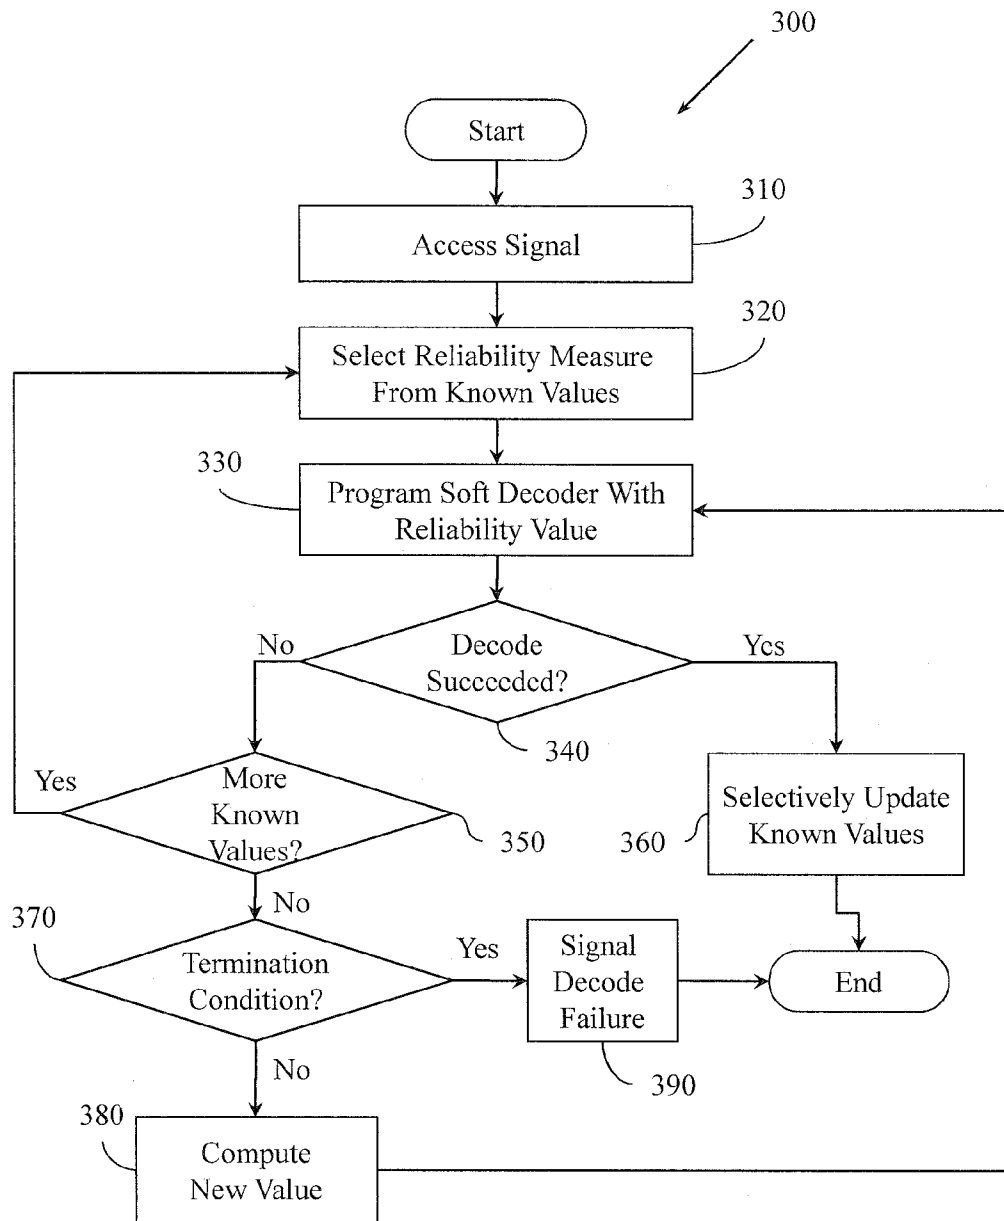 300
Start
310
Access Signal
320
Select Reliability Measure
From Known Values
330
Program Soft Decoder With
Reliability Value
No
Decode
Succeeded?
Yes
340
Yes
More
Known
Values?
350
360
Selectively Update
Known Values
No
370
Termination
Condition?
Yes
Signal
Decode
Failure
End
390
No
380
Compute
New Value